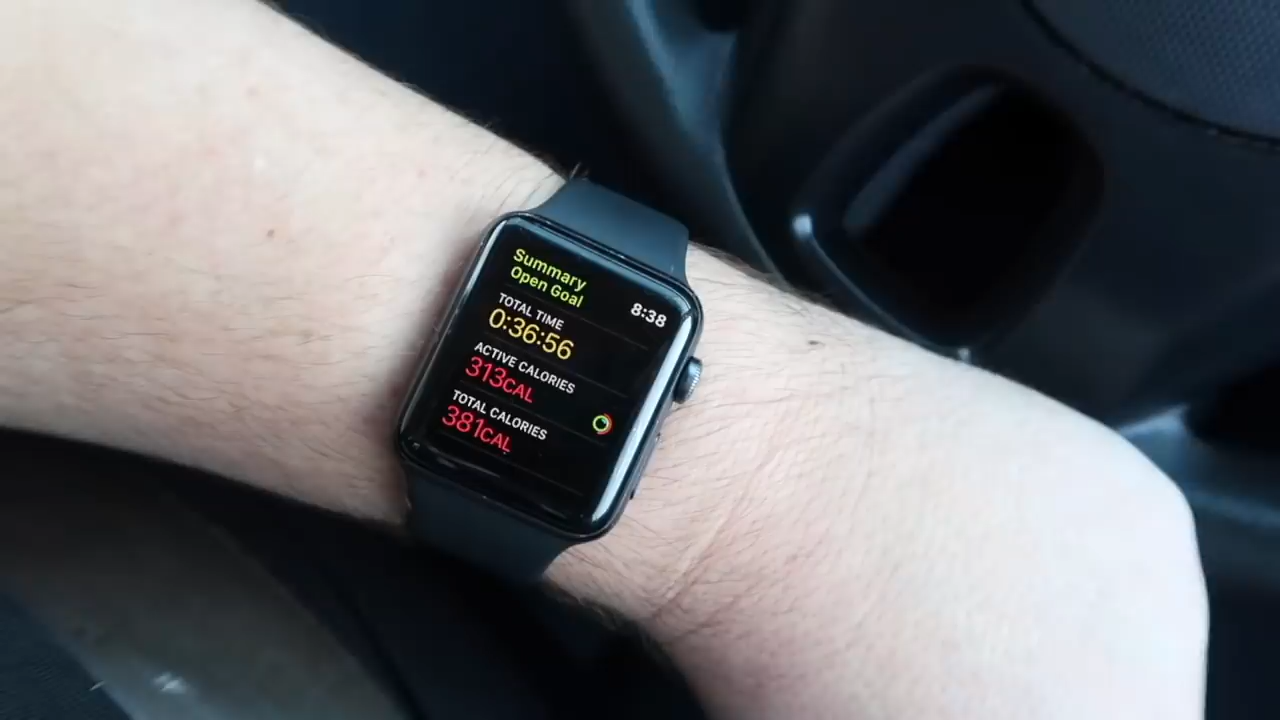 Summary
Open Goal
8:38
TOTAL TIME
0:36:56
ACTIVE CALORIES
313CAL
TOTAL CALORIES
381CAL